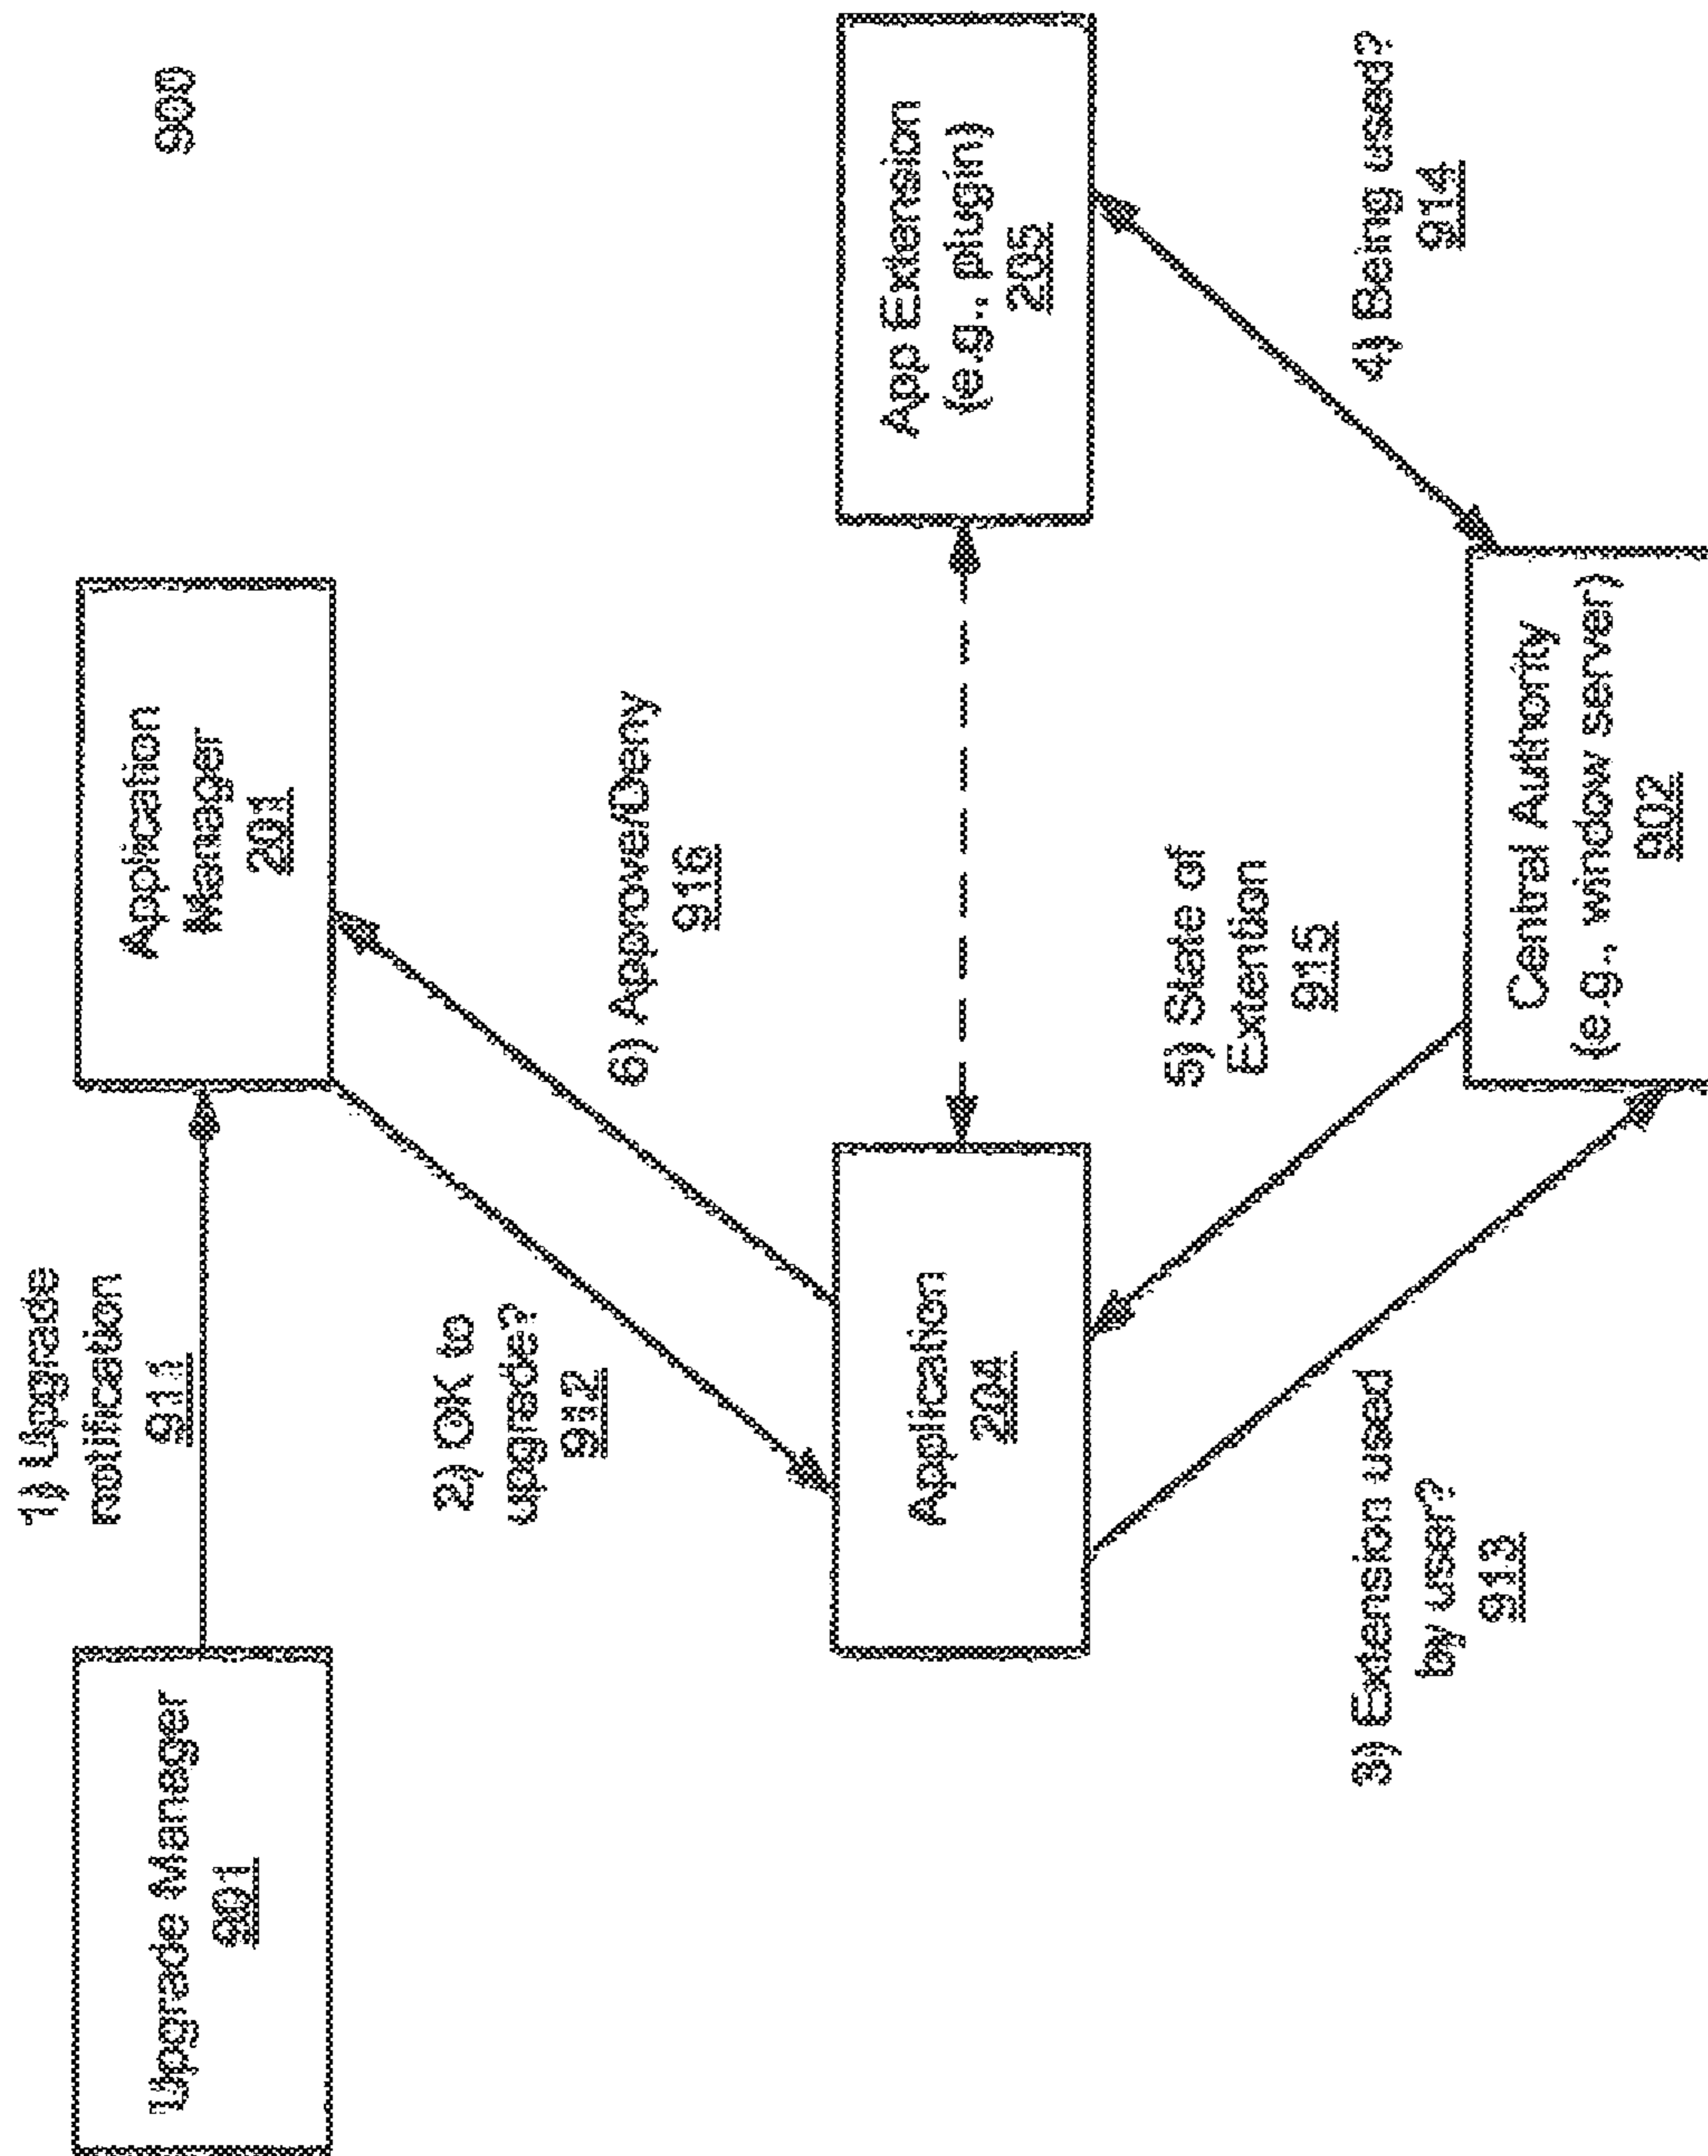 900
1) Upgrade
notification
911
Upgrade Manager
901
Application
Manager
201
2) OK to
upgrade?
912
6) Approve/Deny
916
Application
204
App Extension
(e.g., plugin)
205
3) Extension used
by user?
913
5) State of
Extention
915
4) Being used?
914
Central Authority
(e.g., window server)
902